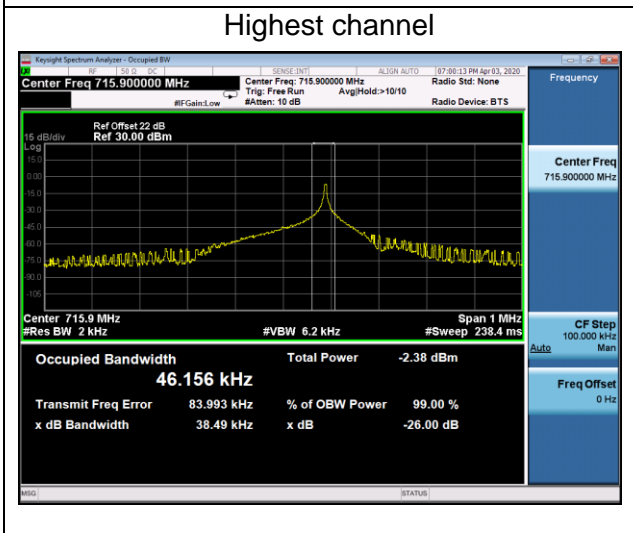 Highest channel
Keysight Spectrum Analyzer - Occupied BW
RF 50 Ω DC SENSE:INT ALIGN AUTO 07:00:13 PM Apr 03, 2020
Center Freq 715.900000 MHz Center Freq: 715.900000 MHz Radio Std: None
Trig: Free Run Avg|Hold:>10/10
#IFGain:Low #Atten: 10 dB Radio Device: BTS
Frequency
Ref Offset 22 dB
15 dB/div Ref 30.00 dBm
Log
15.0
0.00
-15.0
-30.0
-45.0
-60.0
-75.0
-90.0
-105
Center Freq
715.900000 MHz
Center 715.9 MHz Span 1 MHz
#Res BW 2 kHz #VBW 6.2 kHz #Sweep 238.4 ms
CF Step
100.000 kHz
Auto Man
Occupied Bandwidth Total Power -2.38 dBm
46.156 kHz
Freq Offset
0 Hz
Transmit Freq Error 83.993 kHz % of OBW Power 99.00 %
x dB Bandwidth 38.49 kHz x dB -26.00 dB
MSG STATUS